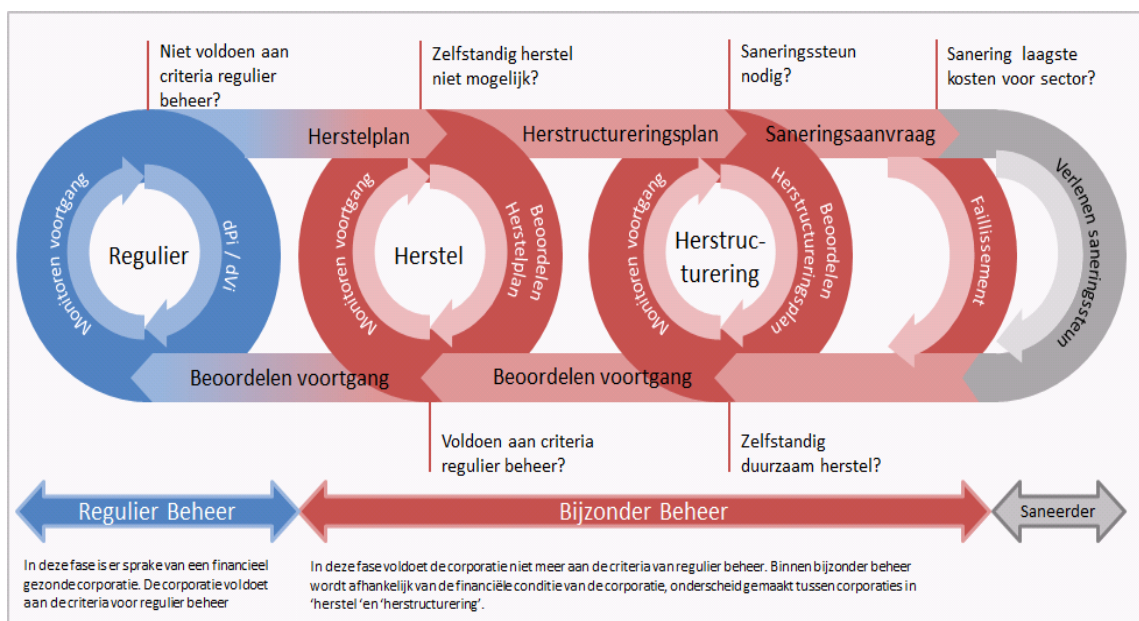 Niet voldoen aan
criteria regulier
beheer?
Zelfstandig herstel
niet mogelijk?
Saneringssteun
nodig?
Sanering laagste
kosten voor sector?
Herstelplan
Herstructureringsplan
Saneringsaanvraag
Monitoren voortgang
Regulier
dPi / dVi
Monitoren voortgang
Herstel
Beoordelen
Herstelplan
Monitoren voortgang
Herstruc-
turering
Beoordelen
Herstructureringsplan
Faillissement
Verlenen saneringssteun
Beoordelen voortgang
Beoordelen voortgang
Voldoen aan criteria
regulier beheer?
Zelfstandig
duurzaam herstel?
Regulier Beheer
Bijzonder Beheer
Saneerder
In deze fase is er sprake van een financieel
gezonde corporatie. De corporatie voldoet
aan de criteria voor regulier beheer
In deze fase voldoet de corporatie niet meer aan de criteria van regulier beheer. Binnen bijzonder beheer
wordt afhankelijk van de financiële conditie van de corporatie, onderscheid gemaakt tussen corporaties in
‘herstel ‘en ‘herstructurering’.